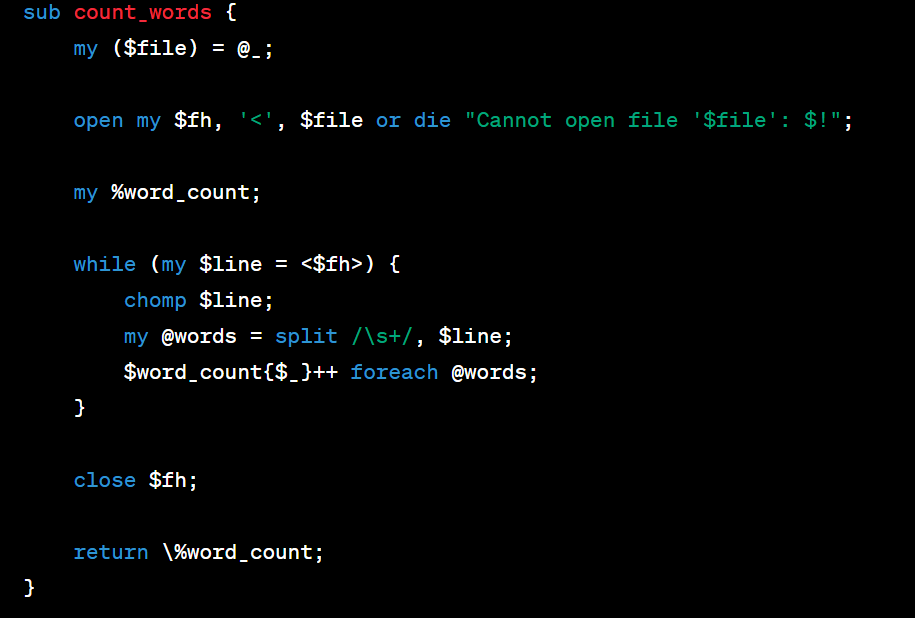 sub count_words {
    my ($file) = @_;

    open my $fh, '<', $file or die "Cannot open file '$file': $!";

    my %word_count;

    while (my $line = <$fh>) {
        chomp $line;
        my @words = split /\s+/, $line;
        $word_count{$_}++ foreach @words;
    }

    close $fh;

    return \%word_count;
}